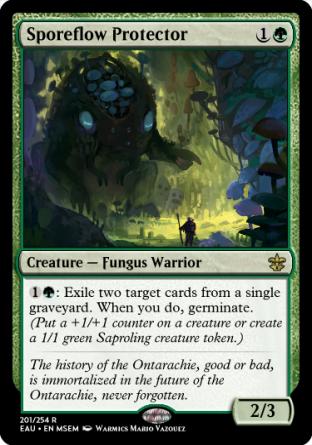 Sporeflow Protector 1
Creature — Fungus Warrior
1: Exile two target cards from a single
graveyard. When you do, germinate.
(Put a +1/+1 counter on a creature or create
a 1/1 green Saproling creature token.)
The history of the Ontarachie, good or bad,
is immortalized in the future of the
Ontarachie, never forgotten.
2/3
201/254 R
EAU • EN MSEM Warmics Mario Vazouez